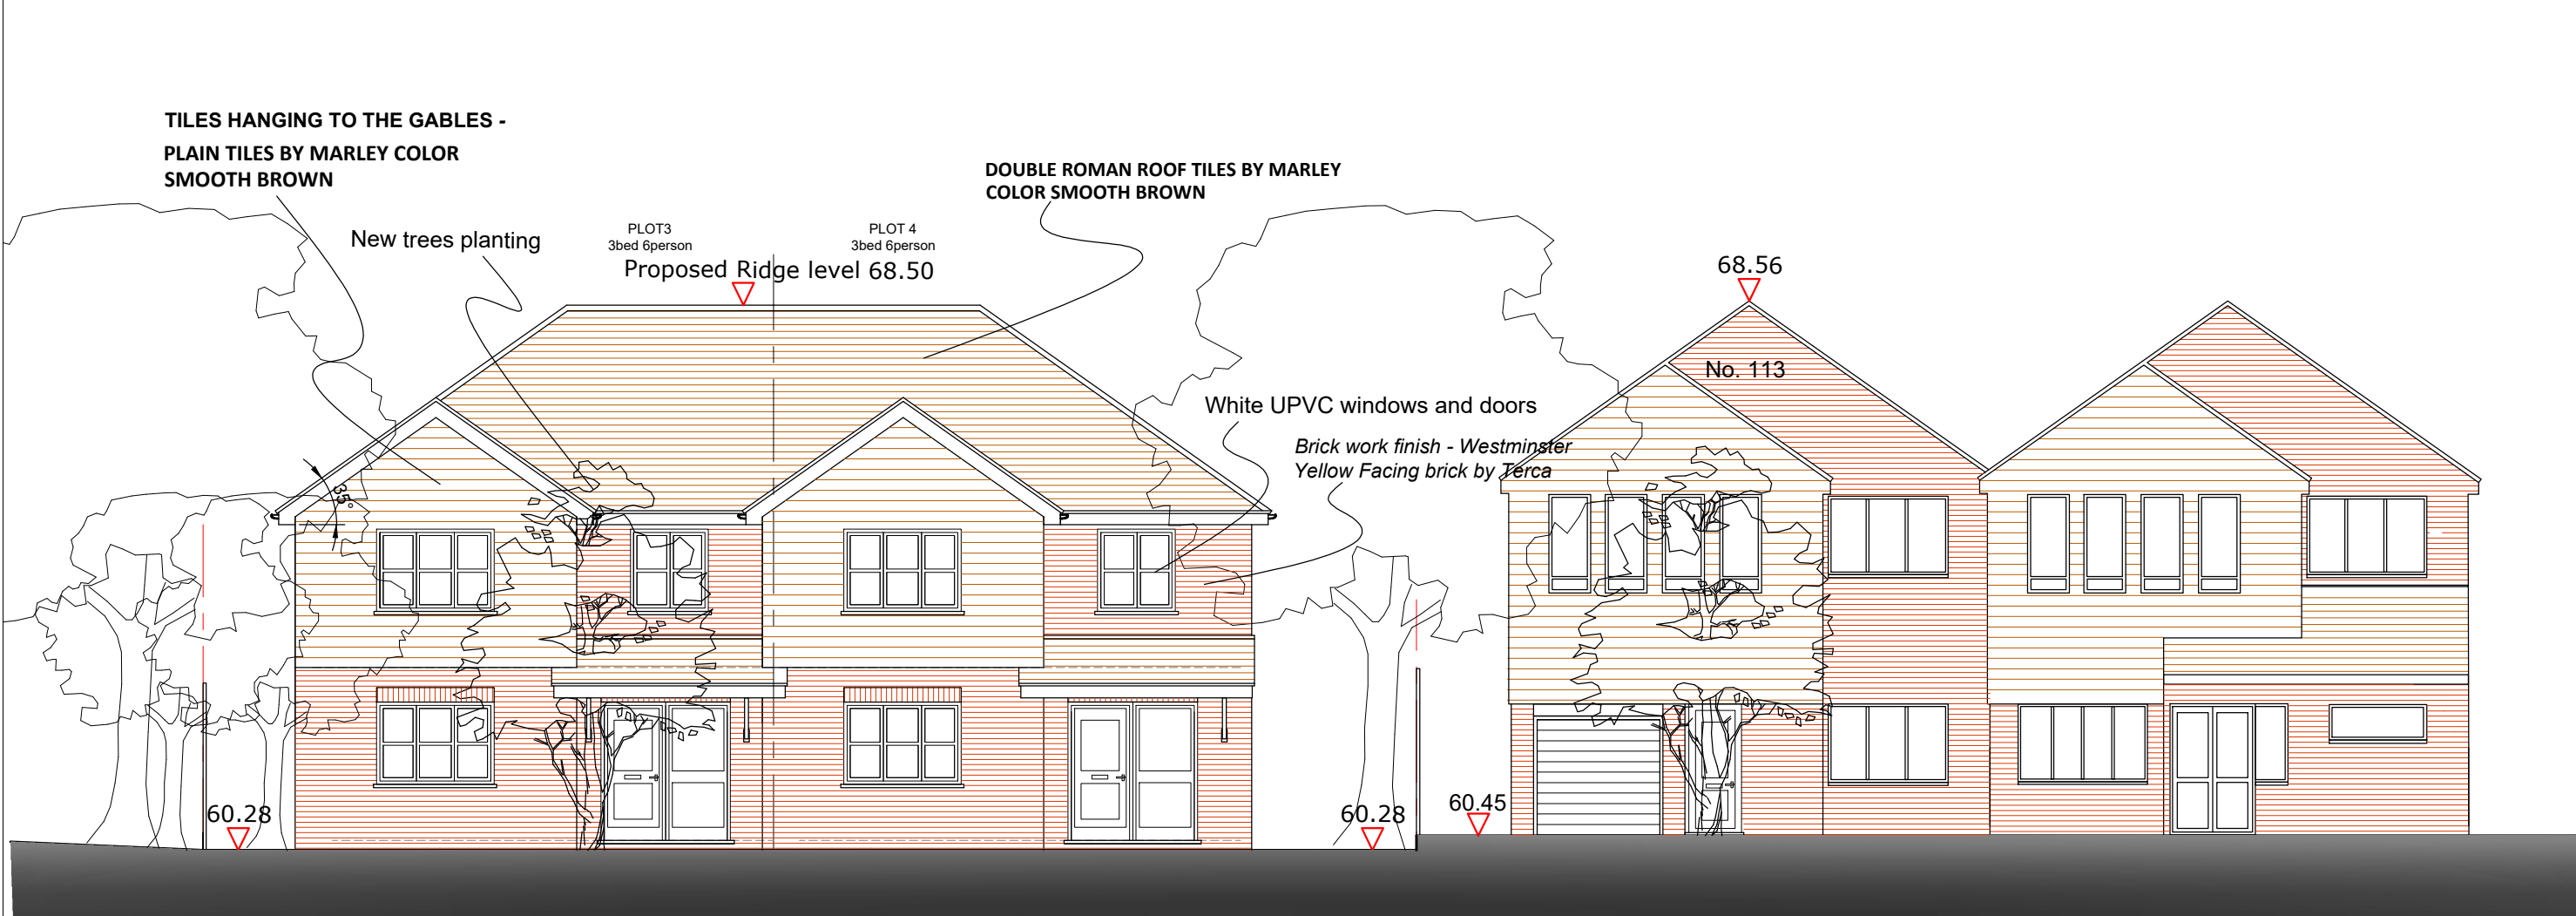 TILES HANGING TO THE GABLES -
PLAIN TILES BY MARLEY COLOR
SMOOTH BROWN
DOUBLE ROMAN ROOF TILES BY MARLEY
COLOR SMOOTH BROWN
New trees planting
PLOT3
3bed 6person
PLOT 4
3bed 6person
Proposed Ridge level 68.50
68.56
No. 113
White UPVC windows and doors
Brick work finish - Westminster
Yellow Facing brick by Terca
35°
60.28
60.28
60.45